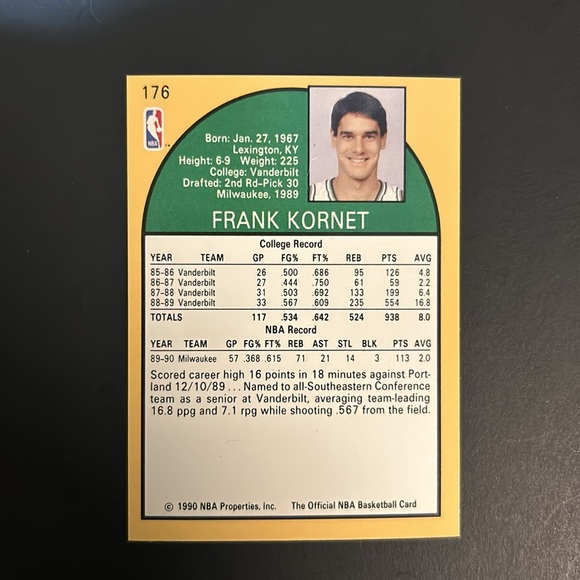 176
NBA
Born: Jan. 27, 1967
Lexington, KY
Height: 6-9 Weight: 225
College: Vanderbilt
Drafted: 2nd Rd–Pick 30
Milwaukee, 1989
FRANK KORNET
College Record
YEAR TEAM GP FG% FT% REB PTS AVG
85–86 Vanderbilt 26 .500 .686 95 126 4.8
86–87 Vanderbilt 27 .444 .750 61 59 2.2
87–88 Vanderbilt 31 .503 .692 133 199 6.4
88–89 Vanderbilt 33 .567 .609 235 554 16.8
TOTALS 117 .534 .642 524 938 8.0
NBA Record
YEAR TEAM GP FG% FT% REB AST STL BLK PTS AVG
89–90 Milwaukee 57 .368 .615 71 21 14 3 113 2.0
Scored career high 16 points in 18 minutes against Port-
land 12/10/89 . . . Named to all-Southeastern Conference
team as a senior at Vanderbilt, averaging team-leading
16.8 ppg and 7.1 rpg while shooting .567 from the field.
© 1990 NBA Properties, Inc. The Official NBA Basketball Card